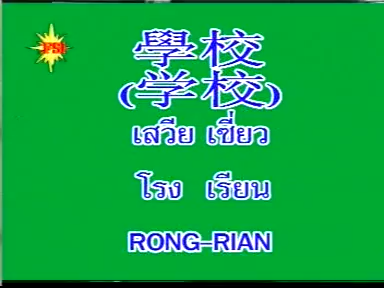 PSI
學校
(学校)
เสวีย เซี่ยว
โรง เรียน
RONG-RIAN